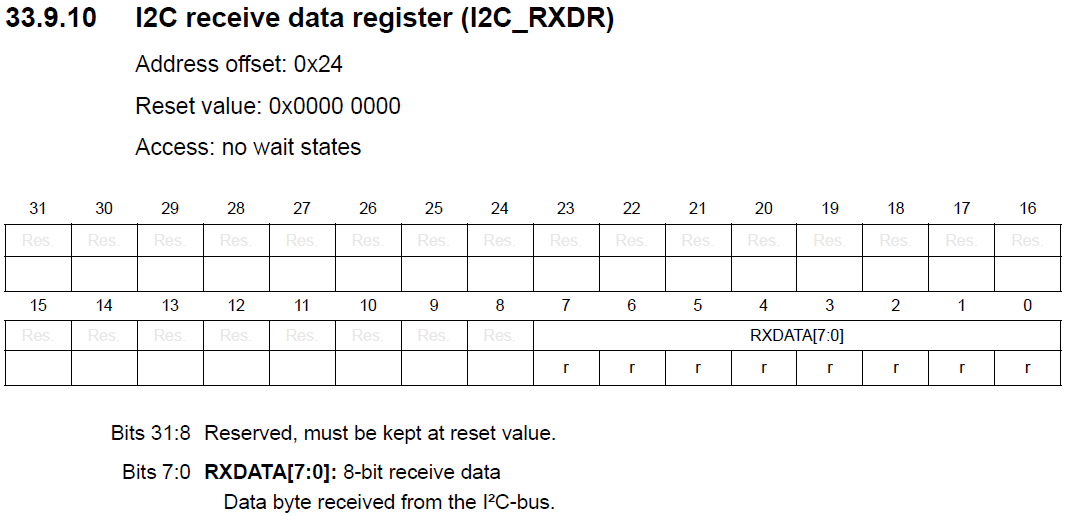 33.9.10 I2C receive data register (I2C_RXDR)
Address offset: 0x24
Reset value: 0x0000 0000
Access: no wait states
31 30 29 28 27 26 25 24 23 22 21 20 19 18 17 16
Res. Res. Res. Res. Res. Res. Res. Res. Res. Res. Res. Res. Res. Res. Res. Res.
15 14 13 12 11 10 9 8 7 6 5 4 3 2 1 0
Res. Res. Res. Res. Res. Res. Res. Res. RXDATA[7:0]
r r r r r r r r
Bits 31:8 Reserved, must be kept at reset value.
Bits 7:0 RXDATA[7:0]: 8-bit receive data
Data byte received from the I²C-bus.